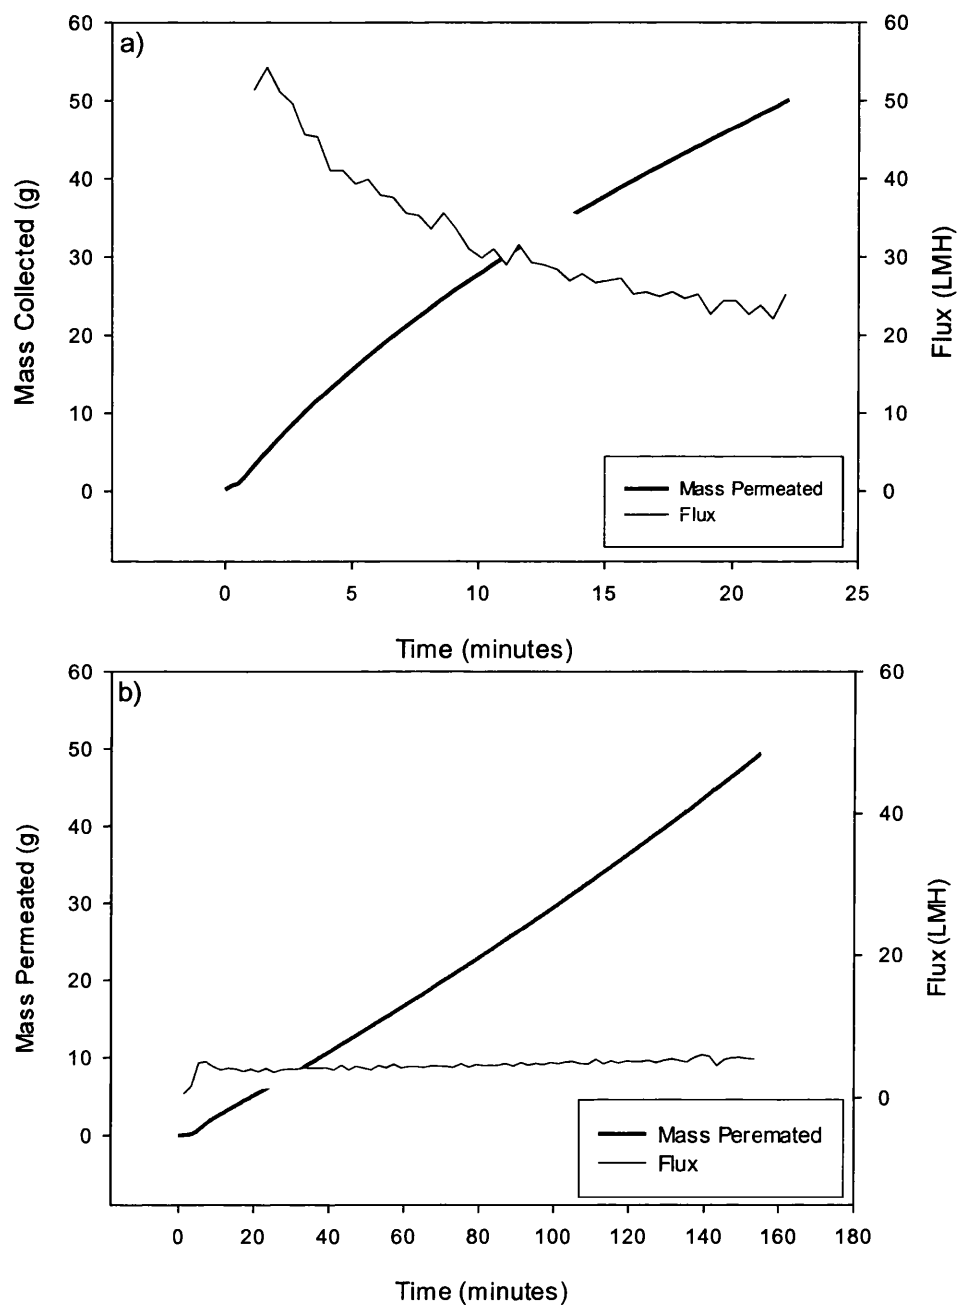 a)
60
50
40
30
20
10
0
Mass Collected (g)
60
50
40
30
20
10
0
Flux (LMH)
Mass Permeated
Flux
0 5 10 15 20 25
Time (minutes)
b)
60
50
40
30
20
10
0
Mass Permeated (g)
60
40
20
0
Flux (LMH)
Mass Peremated
Flux
0 20 40 60 80 100 120 140 160 180
Time (minutes)